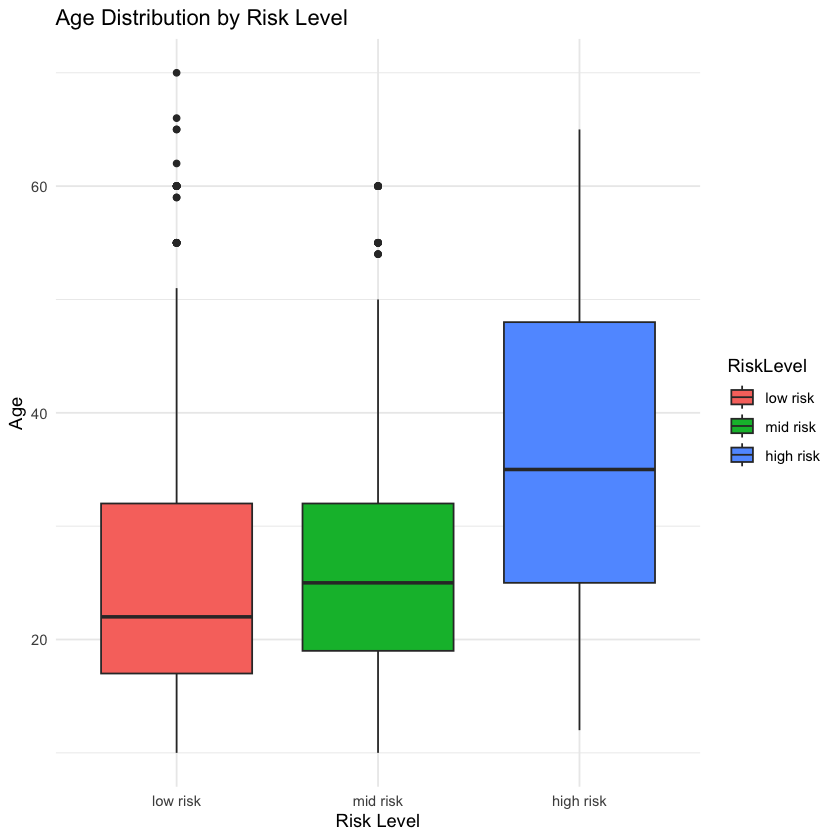 Age Distribution by Risk Level
60
40
20
Age
low risk
mid risk
high risk
Risk Level
RiskLevel
low risk
mid risk
high risk